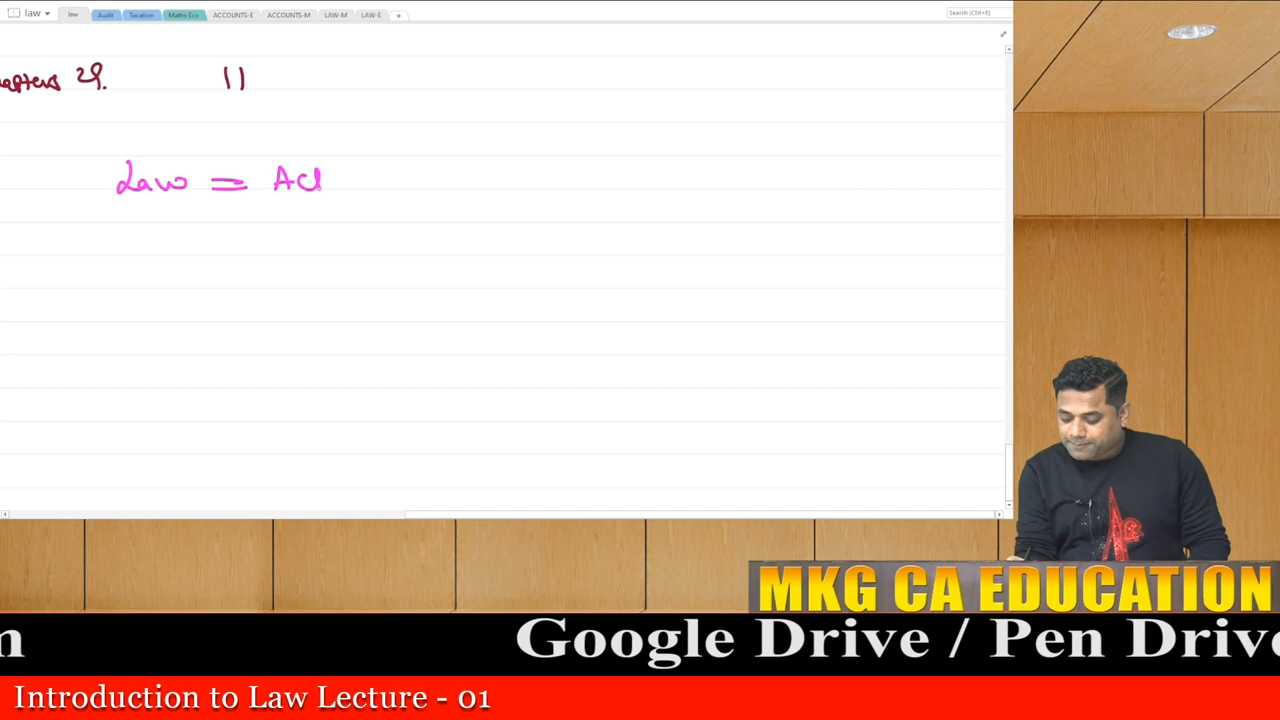 law
law Audit Taxation Maths Eco ACCOUNTS-E ACCOUNTS-M LAW-M LAW-E +
Search (Ctrl+E)
apters 29. 11
Law = Act
MKG CA EDUCATION
m Google Drive / Pen Drive
Introduction to Law Lecture - 01